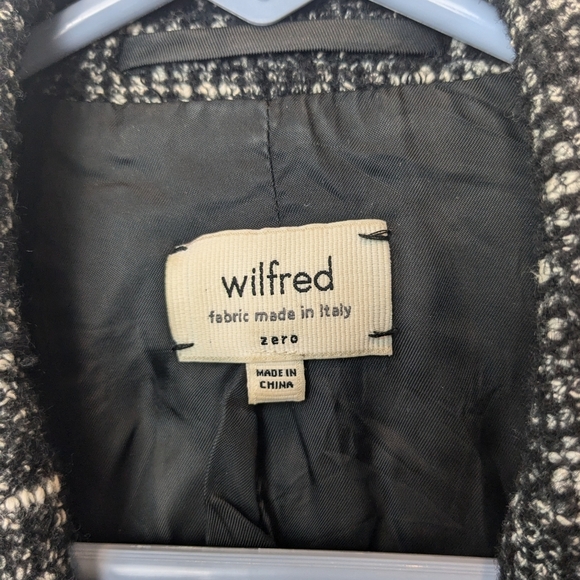 wilfred
fabric made in Italy
zero
MADE IN
CHINA